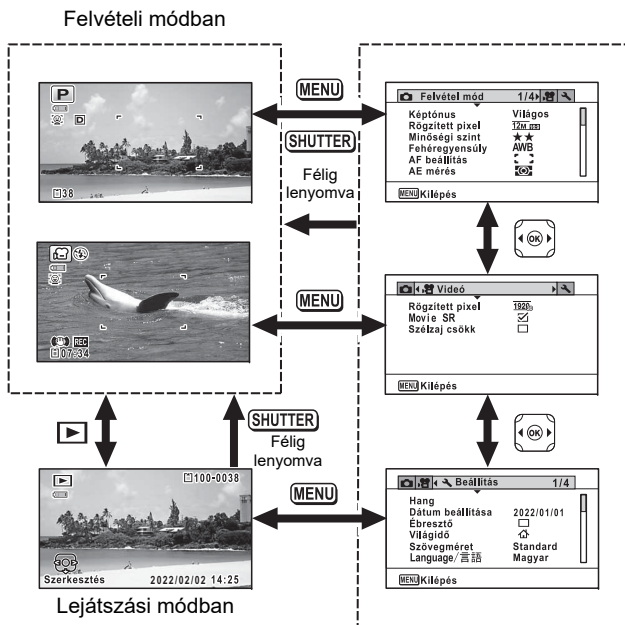 Felvételi módban
P
D
38
07:34
REC
MENU
SHUTTER
Félig
lenyomva
MENU
Felvétel mód 1/4
Képtónus Világos
Rögzített pixel 12M
Minőségi szint ★★
Fehéregyensúly AWB
AF beállítás
AE mérés
MENU Kilépés
OK
Videó
Rögzített pixel 1920
Movie SR
Szélzaj csökk
MENU Kilépés
OK
SHUTTER
Félig
lenyomva
MENU
100-0038
Szerkesztés 2022/02/02 14:25
Lejátszási módban
Beállítás 1/4
Hang
Dátum beállítása 2022/01/01
Ébresztő
Világidő
Szövegméret Standard
Language/言語 Magyar
MENU Kilépés